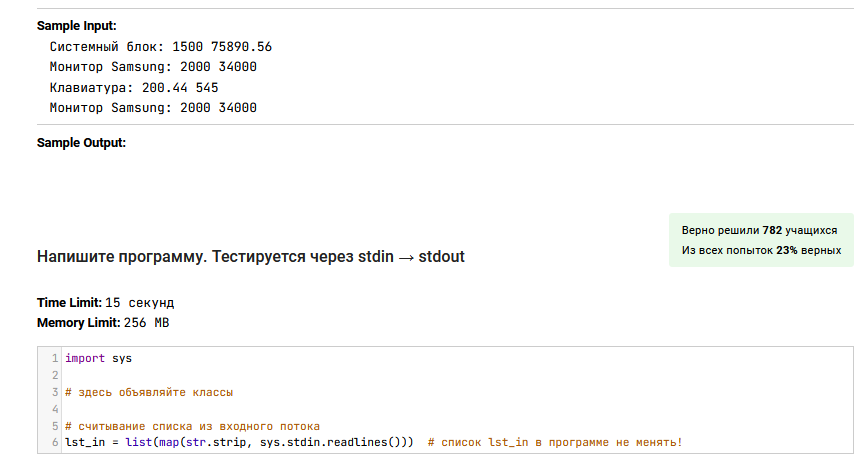 Sample Input:
Системный блок: 1500 75890.56
Монитор Samsung: 2000 34000
Клавиатура: 200.44 545
Монитор Samsung: 2000 34000
Sample Output:
Верно решили 782 учащихся
Из всех попыток 23% верных
Напишите программу. Тестируется через stdin → stdout
Time Limit: 15 секунд
Memory Limit: 256 MB
1 import sys
2
3 # здесь объявляйте классы
4
5 # считывание списка из входного потока
6 lst_in = list(map(str.strip, sys.stdin.readlines()))  # список lst_in в программе не менять!